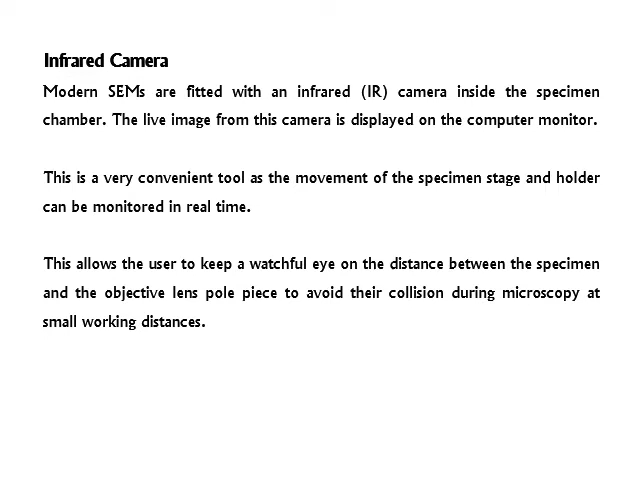 Infrared Camera
Modern SEMs are fitted with an infrared (IR) camera inside the specimen
chamber. The live image from this camera is displayed on the computer monitor.
This is a very convenient tool as the movement of the specimen stage and holder
can be monitored in real time.
This allows the user to keep a watchful eye on the distance between the specimen
and the objective lens pole piece to avoid their collision during microscopy at
small working distances.